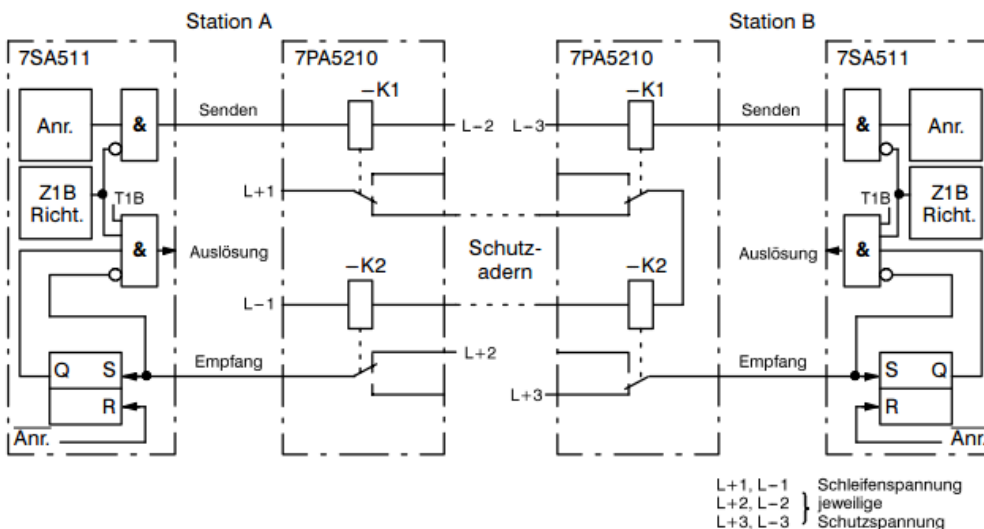 Station A
Station B
7SA511
7PA5210
7PA5210
7SA511
Anr.
&
Senden
–K1
L–2
L–3
–K1
Senden
&
Anr.
Z1B
Richt.
T1B
L+1
T1B
Z1B
Richt.
&
Auslösung
Schutz-
adern
Auslösung
&
–K2
–K2
L–1
Q
S
Empfang
L+2
Empfang
S
Q
R
L+3
R
Anr.
Anr.
L+1, L–1 Schleifenspannung
L+2, L–2 jeweilige
L+3, L–3 Schutzspannung